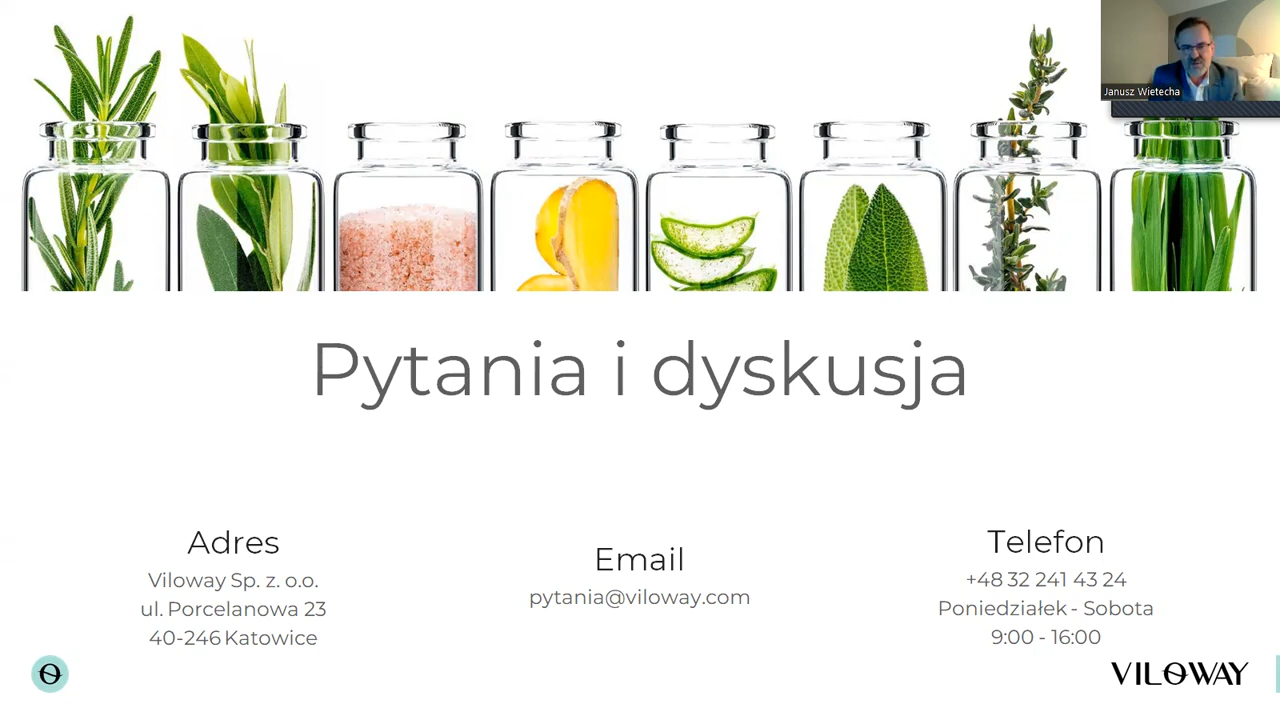 Janusz Wietecha
Pytania i dyskusja
Adres
Viloway Sp. z. o.o.
ul. Porcelanowa 23
40-246 Katowice
Email
pytania@viloway.com
Telefon
+48 32 241 43 24
Poniedziałek - Sobota
9:00 - 16:00
VILOWAY